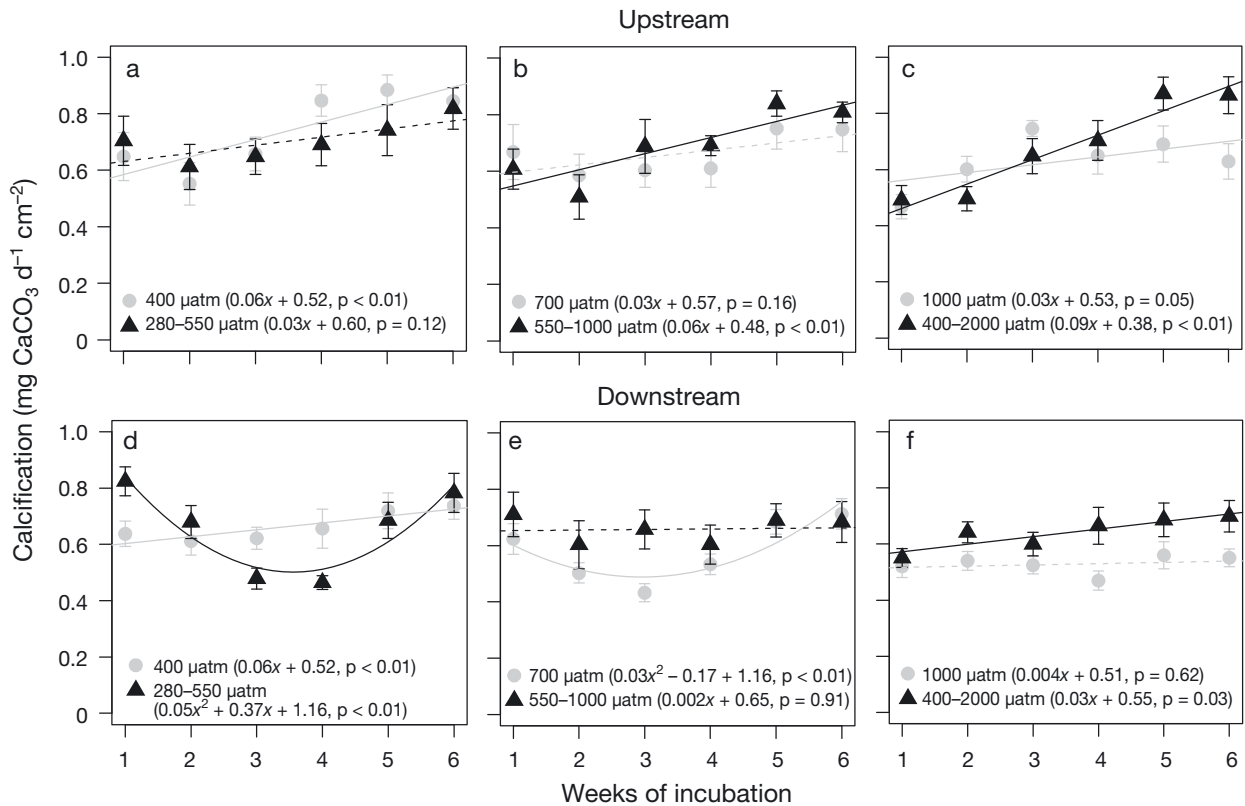 Upstream
Calcification (mg CaCO₃ d⁻¹ cm⁻²)
1.0
0.8
0.6
0.4
0.2
0
a
400 µatm (0.06x + 0.52, p < 0.01)
280–550 µatm (0.03x + 0.60, p = 0.12)
b
700 µatm (0.03x + 0.57, p = 0.16)
550–1000 µatm (0.06x + 0.48, p < 0.01)
c
1000 µatm (0.03x + 0.53, p = 0.05)
400–2000 µatm (0.09x + 0.38, p < 0.01)
Downstream
1.0
0.8
0.6
0.4
0.2
0
d
400 µatm (0.06x + 0.52, p < 0.01)
280–550 µatm
(0.05x² + 0.37x + 1.16, p < 0.01)
1 2 3 4 5 6
e
700 µatm (0.03x² – 0.17 + 1.16, p < 0.01)
550–1000 µatm (0.002x + 0.65, p = 0.91)
1 2 3 4 5 6
f
1000 µatm (0.004x + 0.51, p = 0.62)
400–2000 µatm (0.03x + 0.55, p = 0.03)
1 2 3 4 5 6
Weeks of incubation